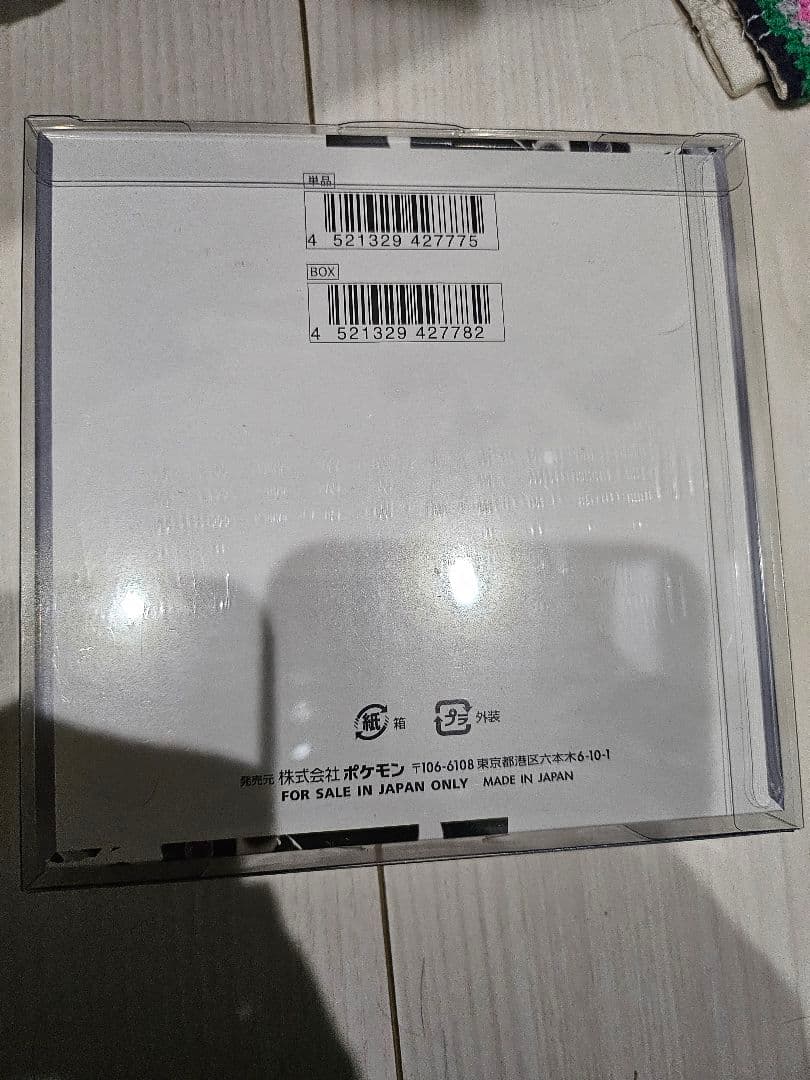 単品
4 521329 427775
BOX
4 521329 427782
紙 箱
プラ 外装
発売元 株式会社 ポケモン 〒106-6108 東京都港区六本木6-10-1
FOR SALE IN JAPAN ONLY MADE IN JAPAN